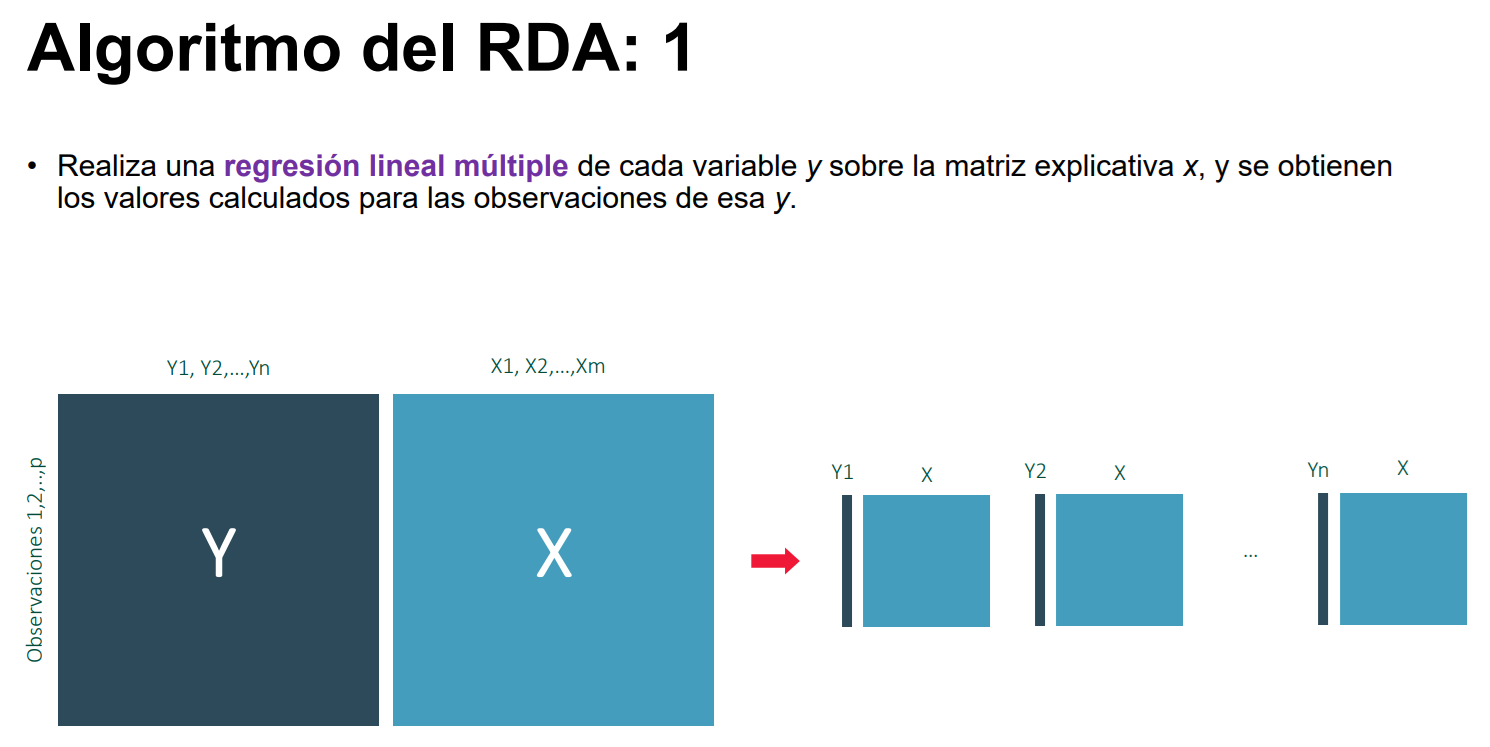 Algoritmo del RDA: 1
• Realiza una regresión lineal múltiple de cada variable y sobre la matriz explicativa x, y se obtienen
los valores calculados para las observaciones de esa y.
Y1, Y2,...,Yn
X1, X2,...,Xm
Observaciones 1,2,..,p
Y
X
Y1
X
Y2
X
...
Yn
X